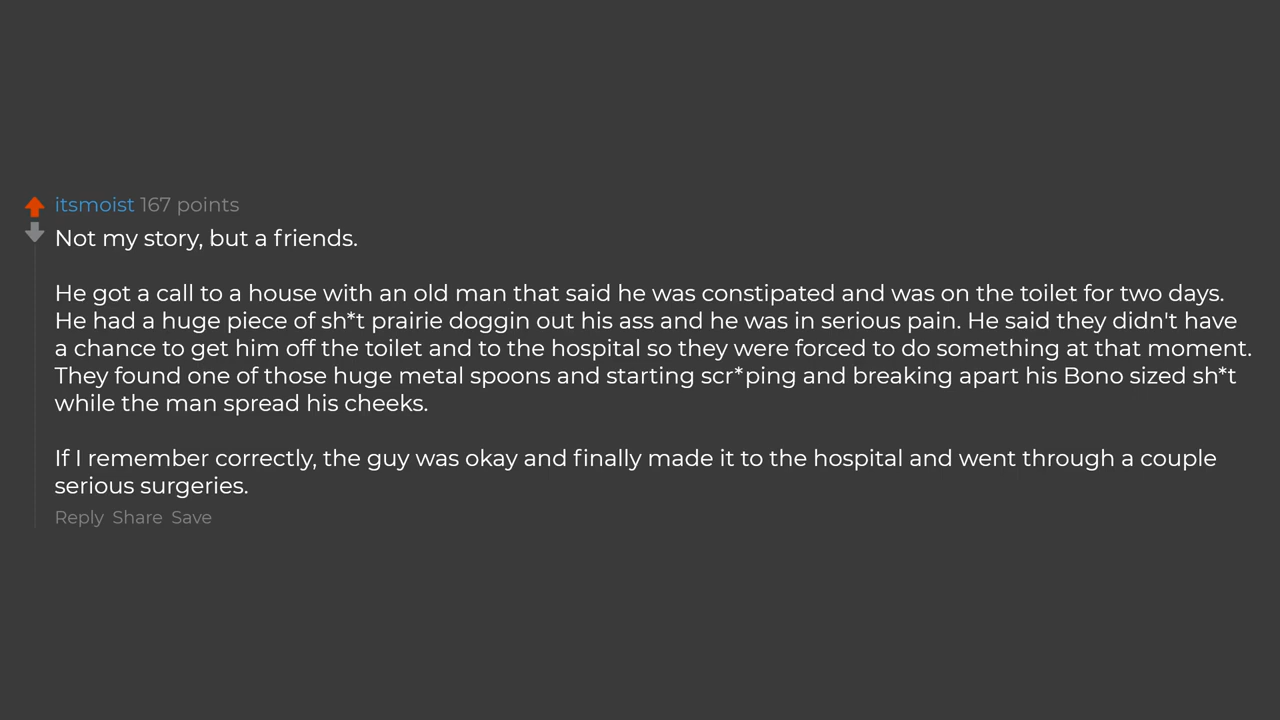 itsmoist 167 points
Not my story, but a friends.
He got a call to a house with an old man that said he was constipated and was on the toilet for two days.
He had a huge piece of sh*t prairie doggin out his ass and he was in serious pain. He said they didn't have
a chance to get him off the toilet and to the hospital so they were forced to do something at that moment.
They found one of those huge metal spoons and starting scr*ping and breaking apart his Bono sized sh*t
while the man spread his cheeks.
If I remember correctly, the guy was okay and finally made it to the hospital and went through a couple
serious surgeries.
Reply Share Save